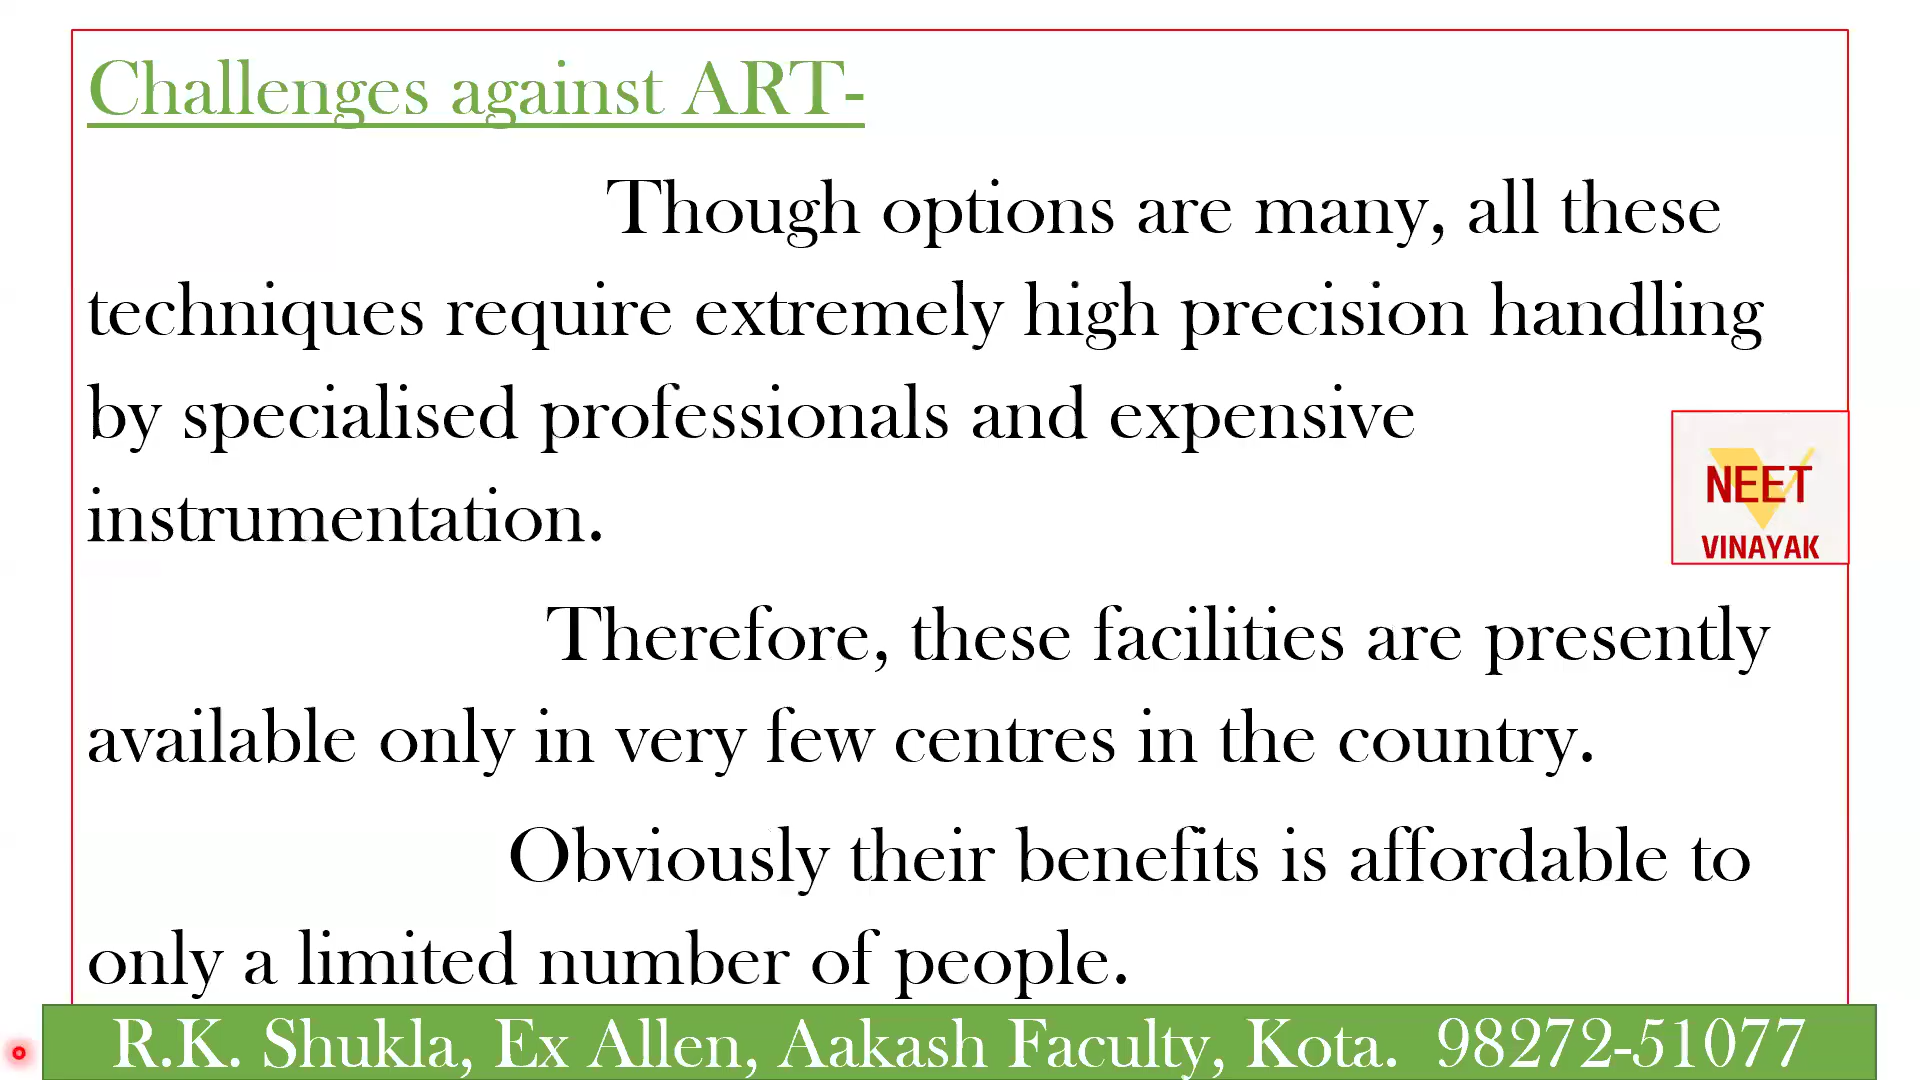 Challenges against ART-
Though options are many, all these
techniques require extremely high precision handling
by specialised professionals and expensive
instrumentation.
NEET
VINAYAK
Therefore, these facilities are presently
available only in very few centres in the country.
Obviously their benefits is affordable to
only a limited number of people.
R.K. Shukla, Ex Allen, Aakash Faculty, Kota. 98272-51077